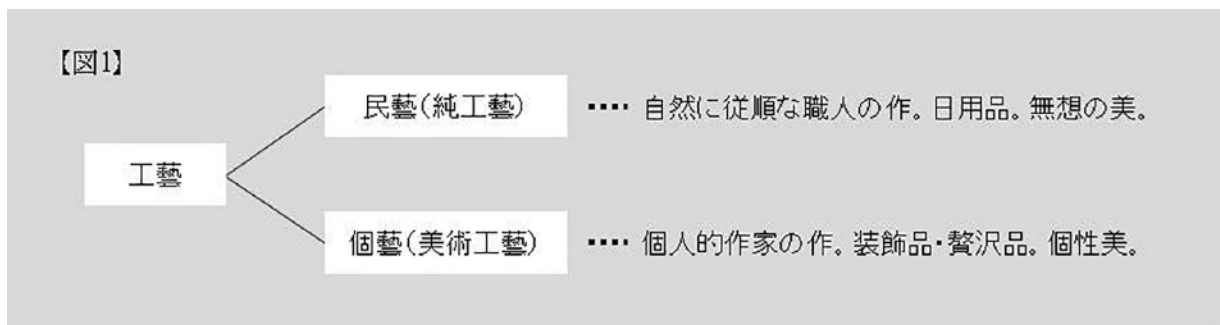 【図1】
民藝(純工藝) ‥‥ 自然に従順な職人の作。日用品。無想の美。
工藝
個藝(美術工藝) ‥‥ 個人的作家の作。装飾品・贅沢品。個性美。